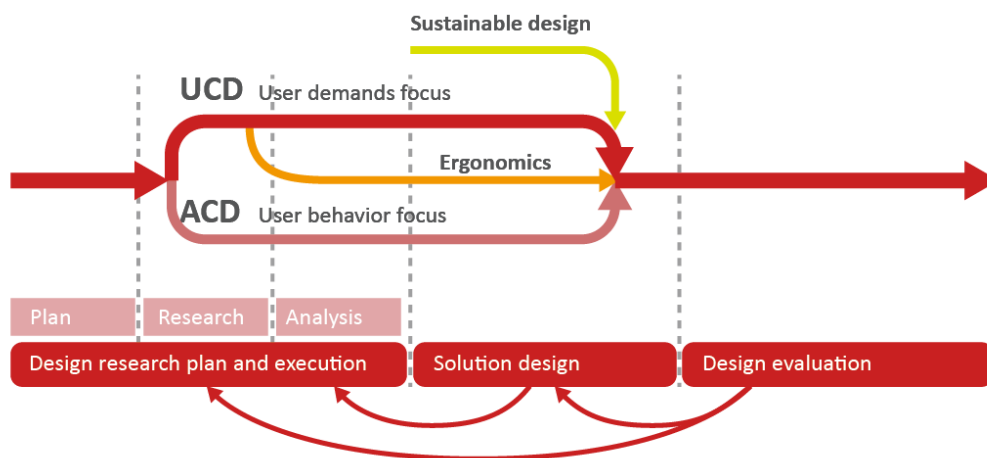 Sustainable design
UCD User demands focus
Ergonomics
ACD User behavior focus
Plan
Research
Analysis
Design research plan and execution
Solution design
Design evaluation